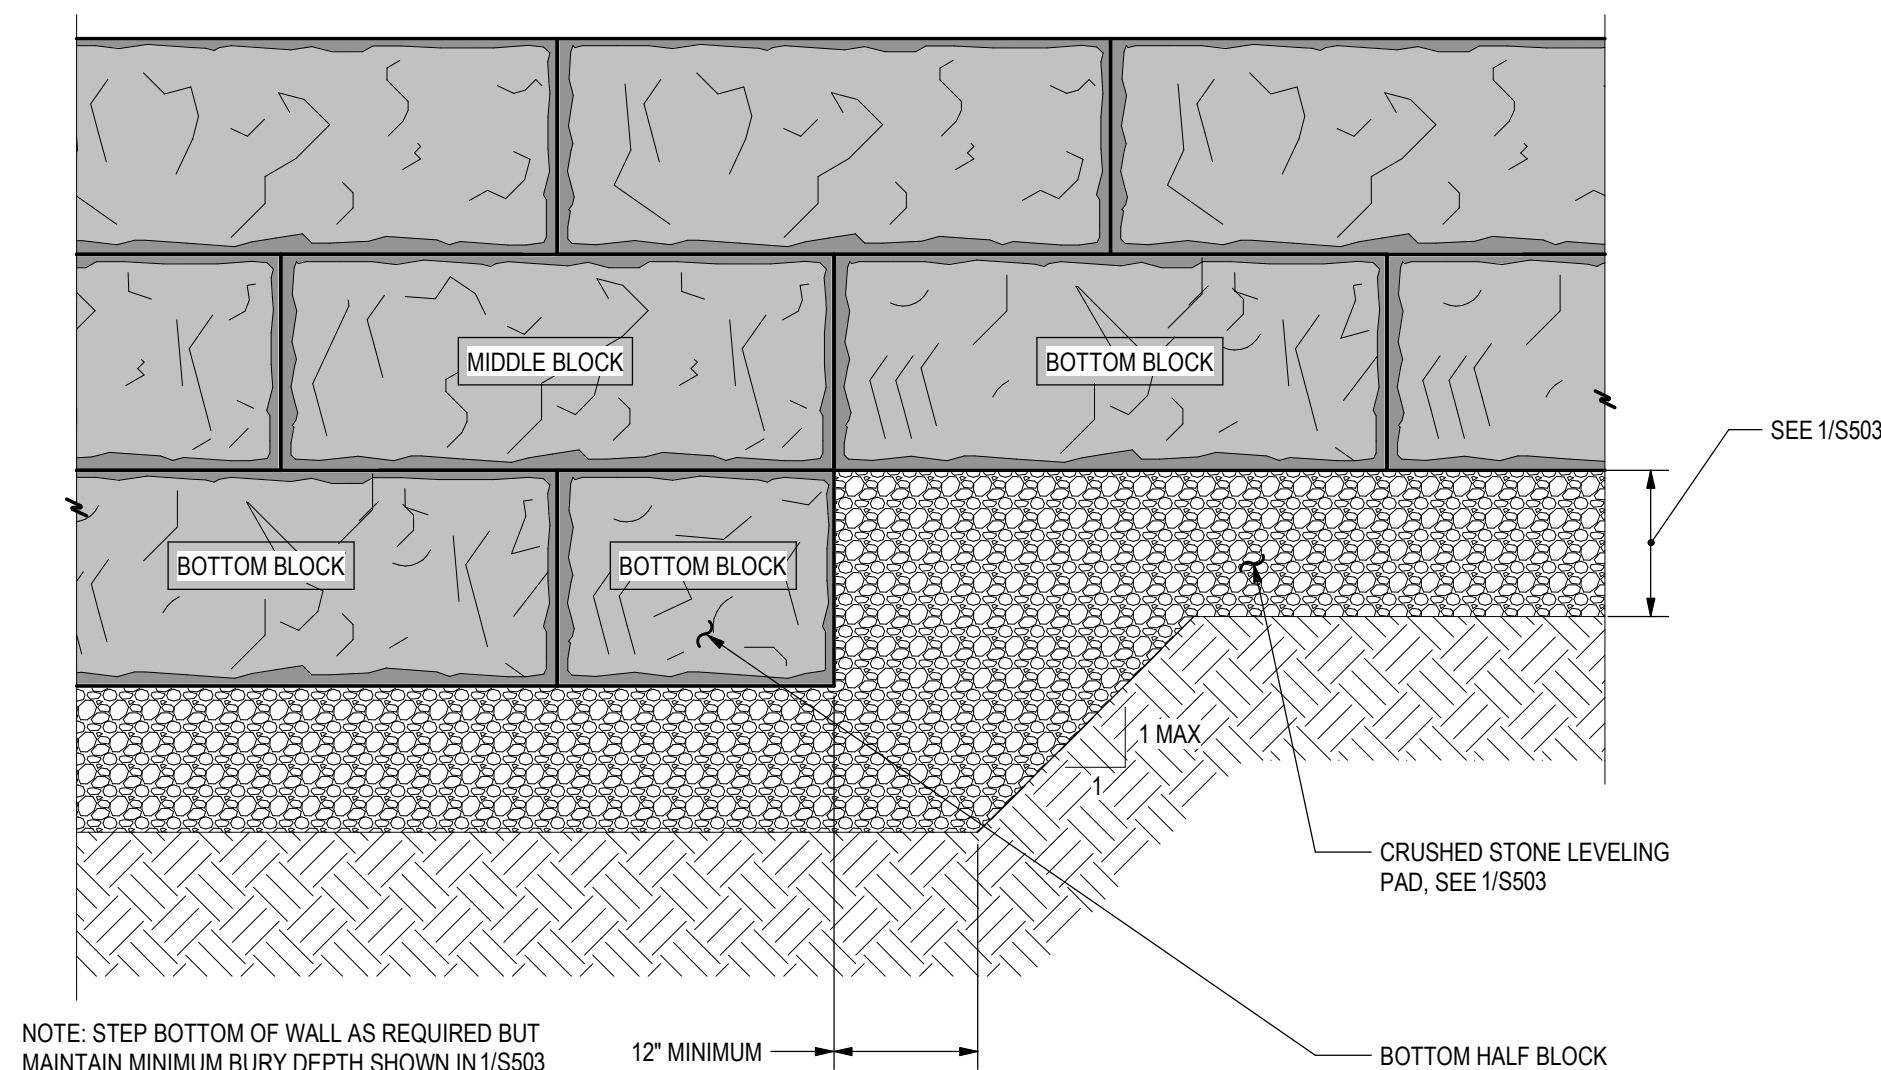 MIDDLE BLOCK
BOTTOM BLOCK
SEE 1/S503
BOTTOM BLOCK
BOTTOM BLOCK
1 MAX
1
CRUSHED STONE LEVELING
PAD, SEE 1/S503
NOTE: STEP BOTTOM OF WALL AS REQUIRED BUT
MAINTAIN MINIMUM BURY DEPTH SHOWN IN 1/S503
12" MINIMUM
BOTTOM HALF BLOCK